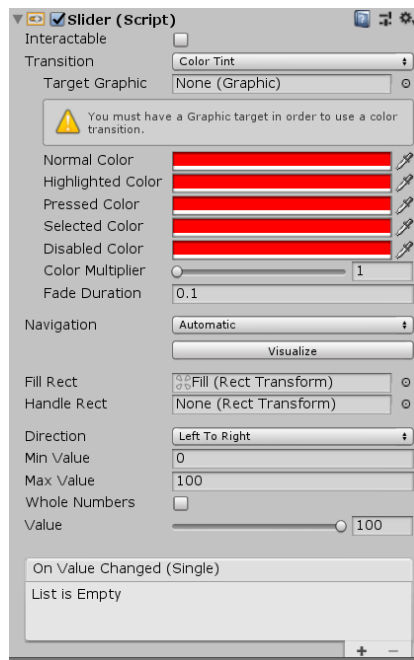 Slider (Script)
Interactable
Transition Color Tint
Target Graphic None (Graphic)
You must have a Graphic target in order to use a color
transition.
Normal Color
Highlighted Color
Pressed Color
Selected Color
Disabled Color
Color Multiplier 1
Fade Duration 0.1
Navigation Automatic
Visualize
Fill Rect Fill (Rect Transform)
Handle Rect None (Rect Transform)
Direction Left To Right
Min Value 0
Max Value 100
Whole Numbers
Value 100
On Value Changed (Single)
List is Empty
+ −